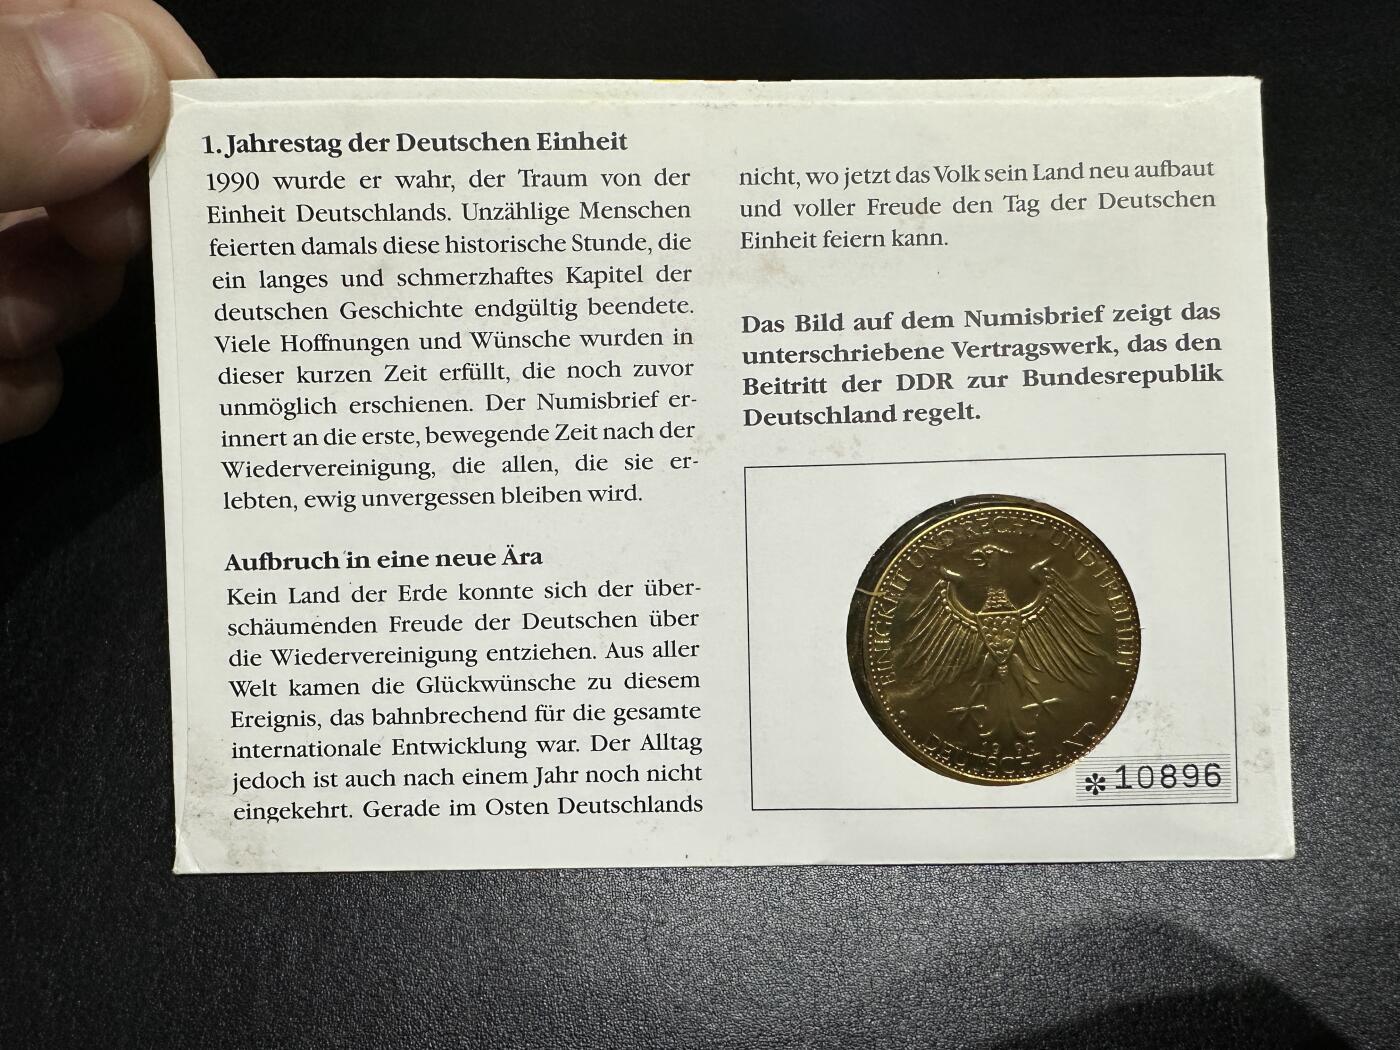 1. Jahrestag der Deutschen Einheit
1990 wurde er wahr, der Traum von der
Einheit Deutschlands. Unzählige Menschen
feierten damals diese historische Stunde, die
ein langes und schmerzhaftes Kapitel der
deutschen Geschichte endgültig beendete.
Viele Hoffnungen und Wünsche wurden in
dieser kurzen Zeit erfüllt, die noch zuvor
unmöglich erschienen. Der Numisbrief er-
innert an die erste, bewegende Zeit nach der
Wiedervereinigung, die allen, die sie er-
lebten, ewig unvergessen bleiben wird.
Aufbruch in eine neue Ära
Kein Land der Erde konnte sich der über-
schäumenden Freude der Deutschen über
die Wiedervereinigung entziehen. Aus aller
Welt kamen die Glückwünsche zu diesem
Ereignis, das bahnbrechend für die gesamte
internationale Entwicklung war. Der Alltag
jedoch ist auch nach einem Jahr noch nicht
eingekehrt. Gerade im Osten Deutschlands
nicht, wo jetzt das Volk sein Land neu aufbaut
und voller Freude den Tag der Deutschen
Einheit feiern kann.
Das Bild auf dem Numisbrief zeigt das
unterschriebene Vertragswerk, das den
Beitritt der DDR zur Bundesrepublik
Deutschland regelt.
EINIGKEIT UND RECHT UND FREIHEIT
1990
DEUTSCHLAND
*10896